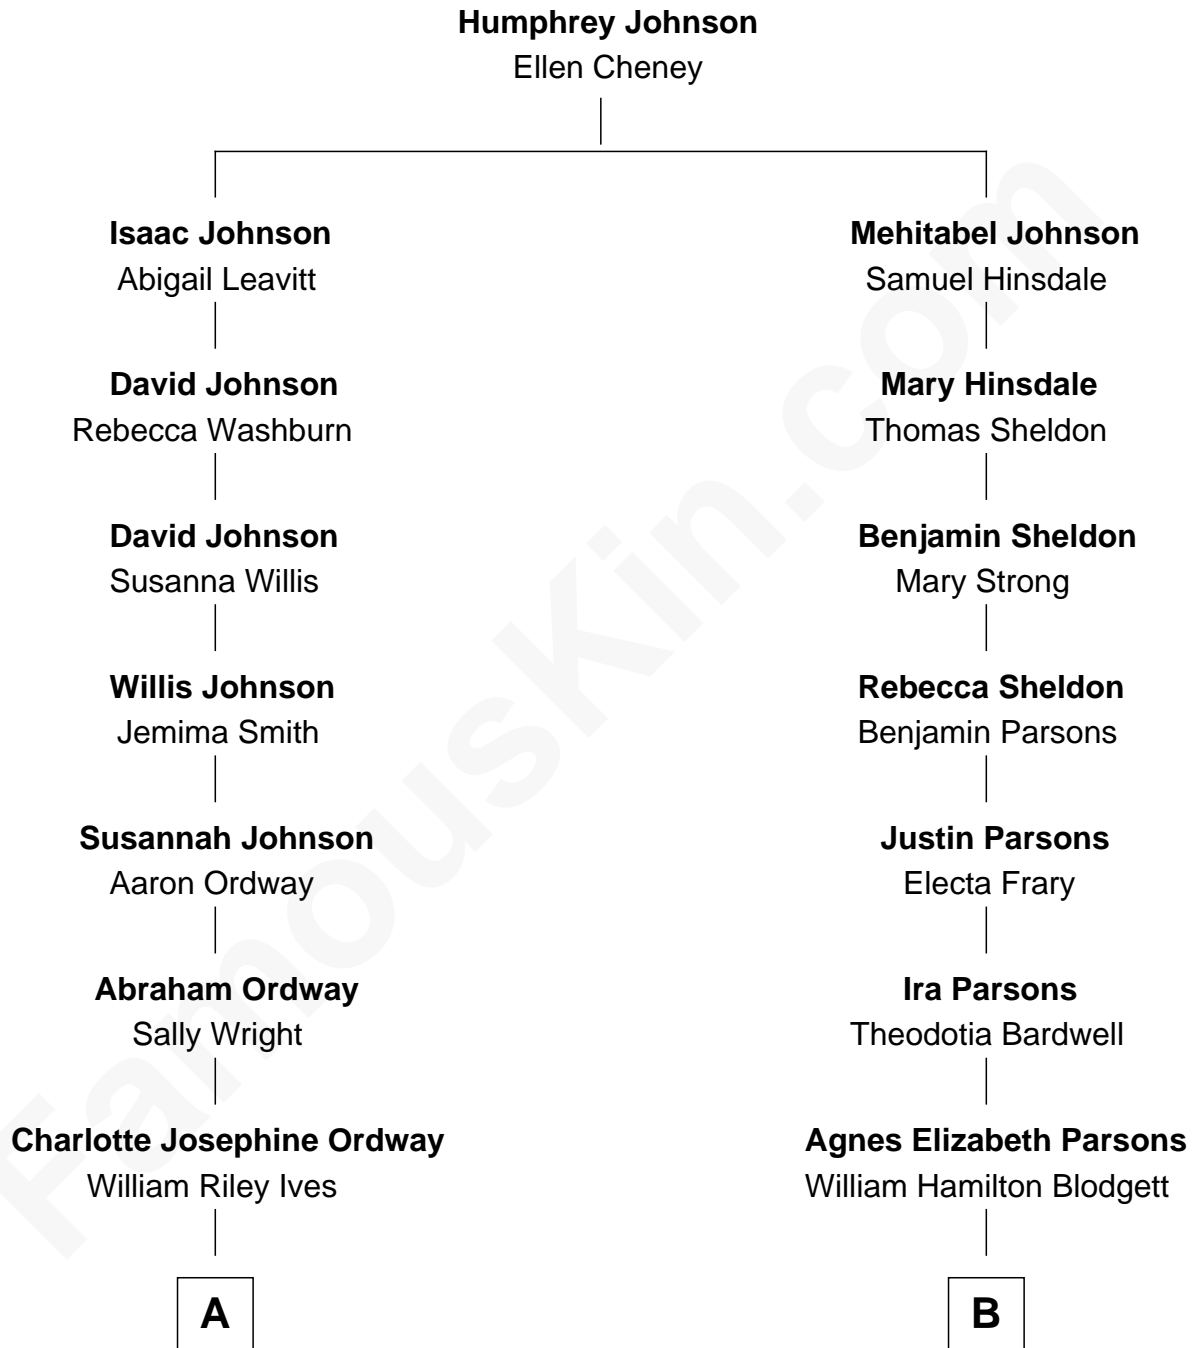 Humphrey Johnson
Ellen Cheney
Isaac Johnson
Abigail Leavitt
Mehitabel Johnson
Samuel Hinsdale
David Johnson
Rebecca Washburn
Mary Hinsdale
Thomas Sheldon
David Johnson
Susanna Willis
Benjamin Sheldon
Mary Strong
Willis Johnson
Jemima Smith
Rebecca Sheldon
Benjamin Parsons
Susannah Johnson
Aaron Ordway
Justin Parsons
Electa Frary
Abraham Ordway
Sally Wright
Ira Parsons
Theodotia Bardwell
Charlotte Josephine Ordway
William Riley Ives
Agnes Elizabeth Parsons
William Hamilton Blodgett
A
B
FamousKin.com